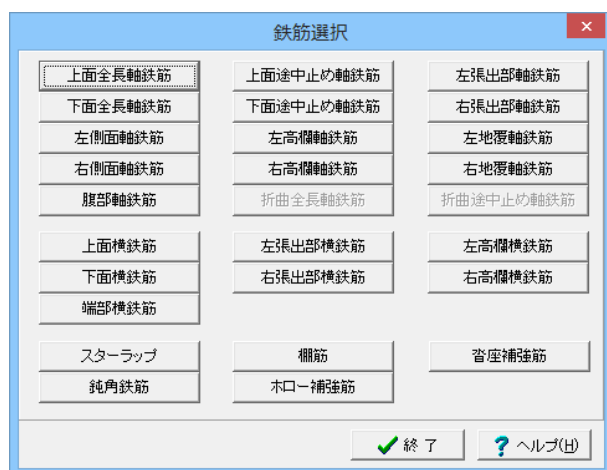 鉄筋選択
上面全長軸鉄筋 上面途中止め軸鉄筋 左張出部軸鉄筋
下面全長軸鉄筋 下面途中止め軸鉄筋 右張出部軸鉄筋
左側面軸鉄筋 左高欄軸鉄筋 左地覆軸鉄筋
右側面軸鉄筋 右高欄軸鉄筋 右地覆軸鉄筋
腹部軸鉄筋 折曲全長軸鉄筋 折曲途中止め軸鉄筋
上面横鉄筋 左張出部横鉄筋 左高欄横鉄筋
下面横鉄筋 右張出部横鉄筋 右高欄横鉄筋
端部横鉄筋
スターラップ 棚筋 沓座補強筋
鈍角鉄筋 ホロー補強筋
終了 ヘルプ(H)